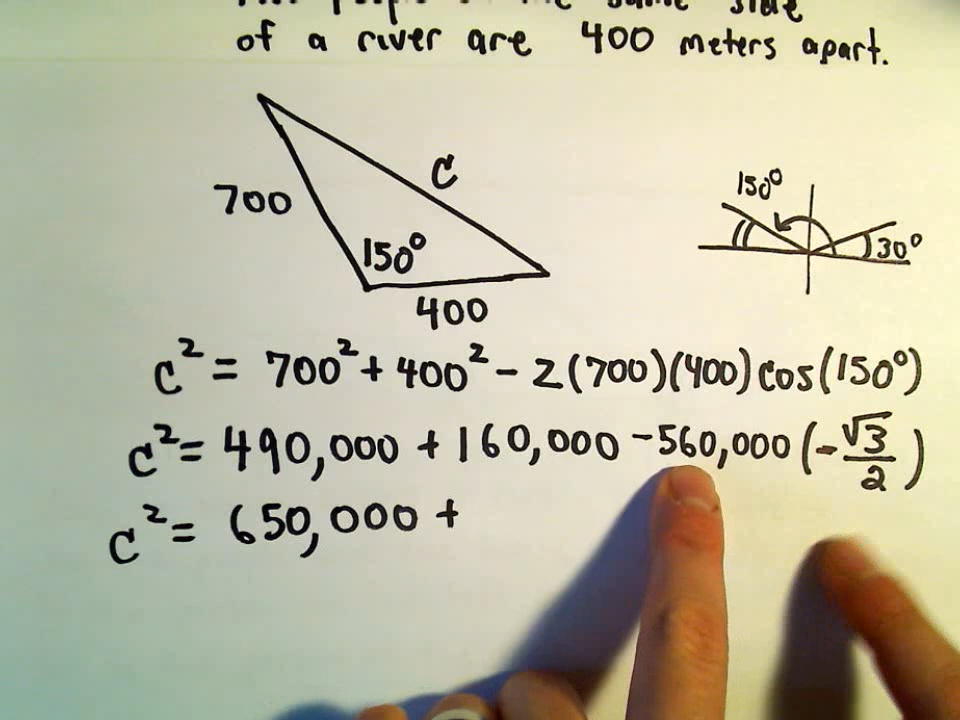 side
of a river are 400 meters apart.
C
150°
700
150°
30°
400
c² = 700² + 400² - 2(700)(400)cos(150°)
c² = 490,000 + 160,000 - 560,000 (-√3/2)
c² = 650,000 +